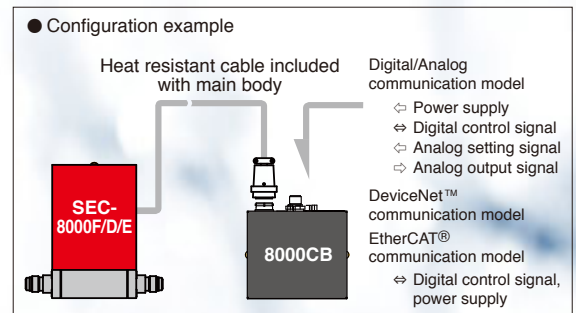 ● Configuration example
Heat resistant cable included
with main body
SEC-
8000F/D/E
8000CB
Digital/Analog
communication model
⇦ Power supply
⇔ Digital control signal
⇦ Analog setting signal
⇨ Analog output signal
DeviceNet™
communication model
EtherCAT®
communication model
⇔ Digital control signal,
power supply